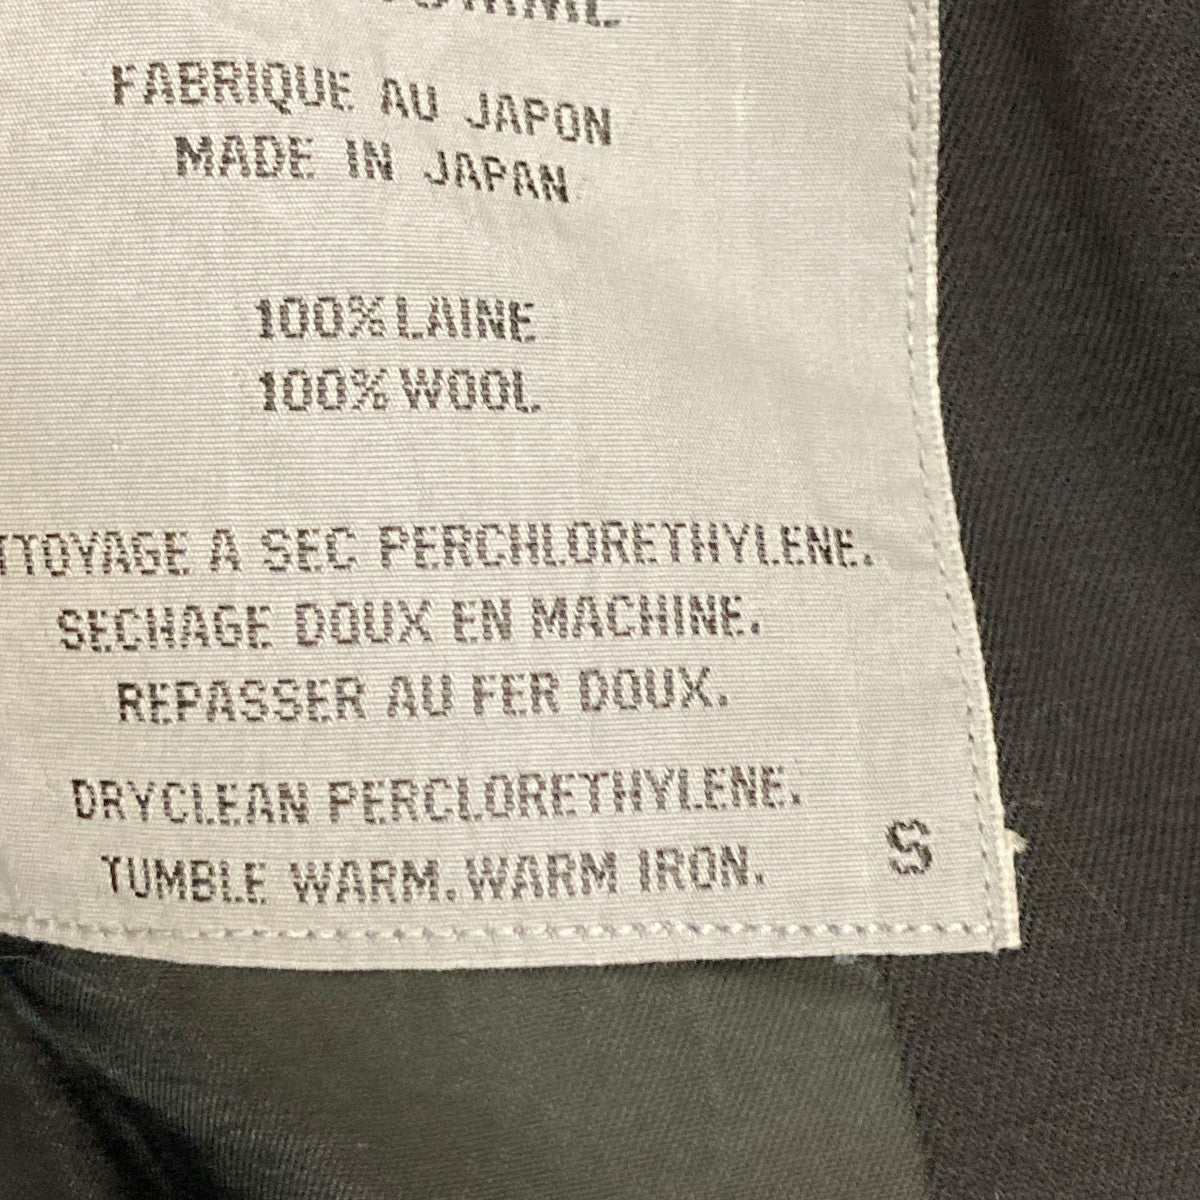 FABRIQUE AU JAPON
MADE IN JAPAN
100% LAINE
100% WOOL
TTOYAGE A SEC PERCHLORETHYLENE.
SECHAGE DOUX EN MACHINE.
REPASSER AU FER DOUX.
DRYCLEAN PERCLORETHYLENE.
TUMBLE WARM. WARM IRON. S